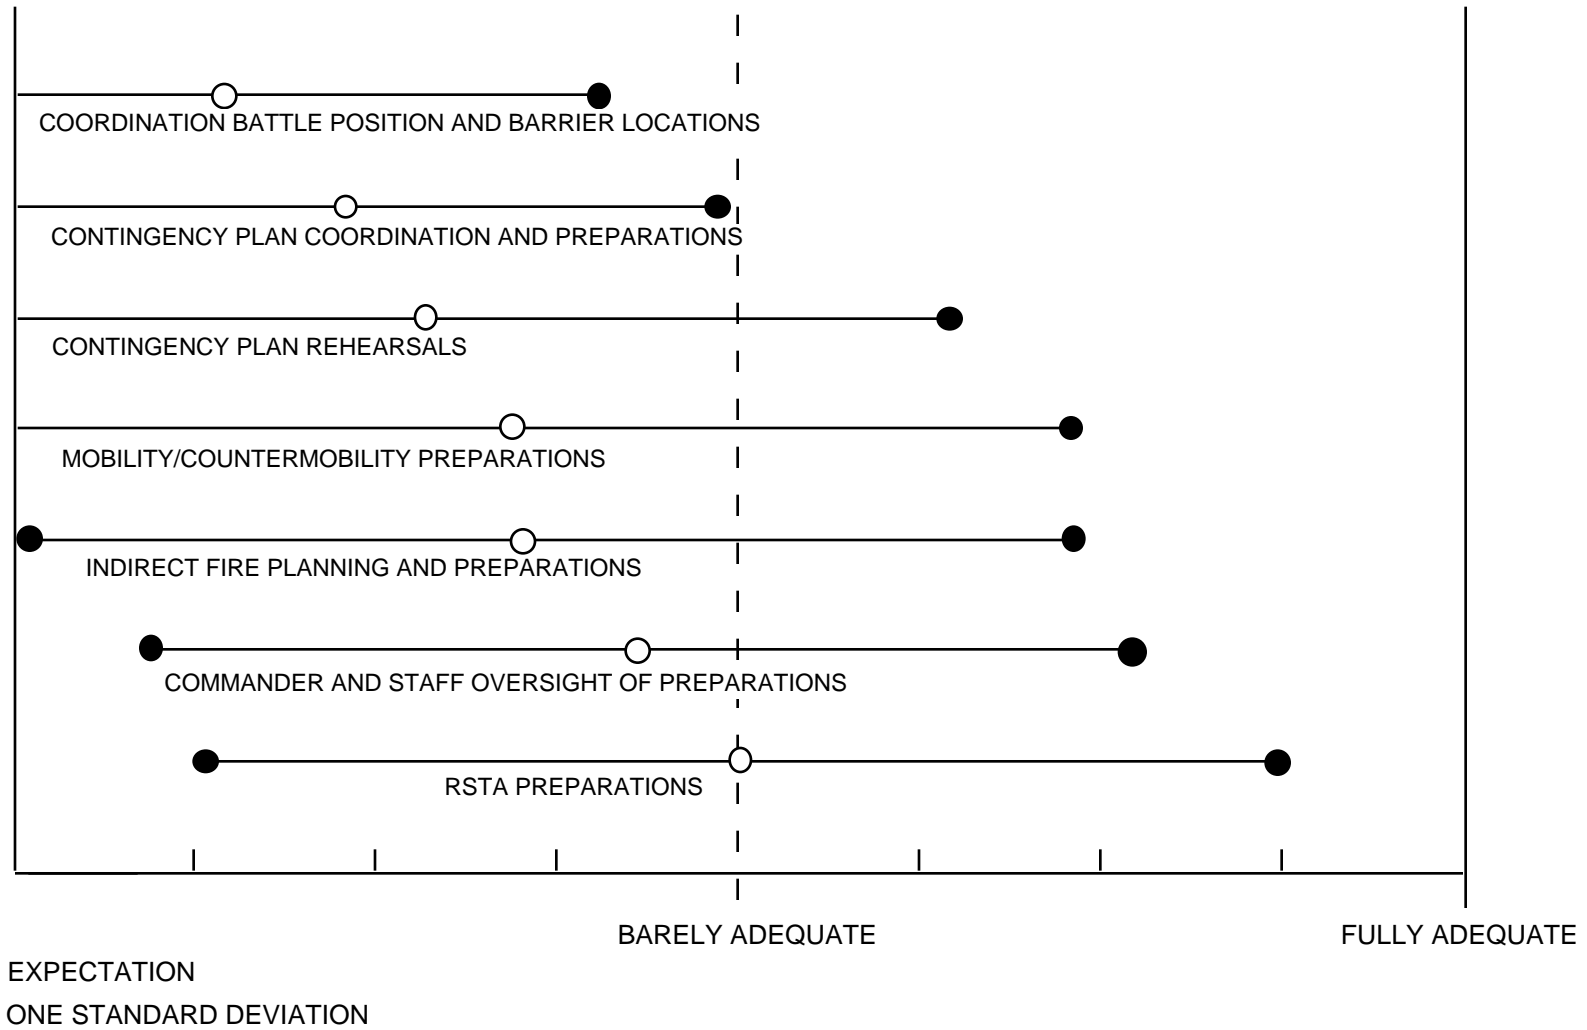 COORDINATION BATTLE POSITION AND BARRIER LOCATIONS
CONTINGENCY PLAN COORDINATION AND PREPARATIONS
CONTINGENCY PLAN REHEARSALS
MOBILITY/COUNTERMOBILITY PREPARATIONS
INDIRECT FIRE PLANNING AND PREPARATIONS
COMMANDER AND STAFF OVERSIGHT OF PREPARATIONS
RSTA PREPARATIONS
BARELY ADEQUATE
FULLY ADEQUATE
EXPECTATION
ONE STANDARD DEVIATION